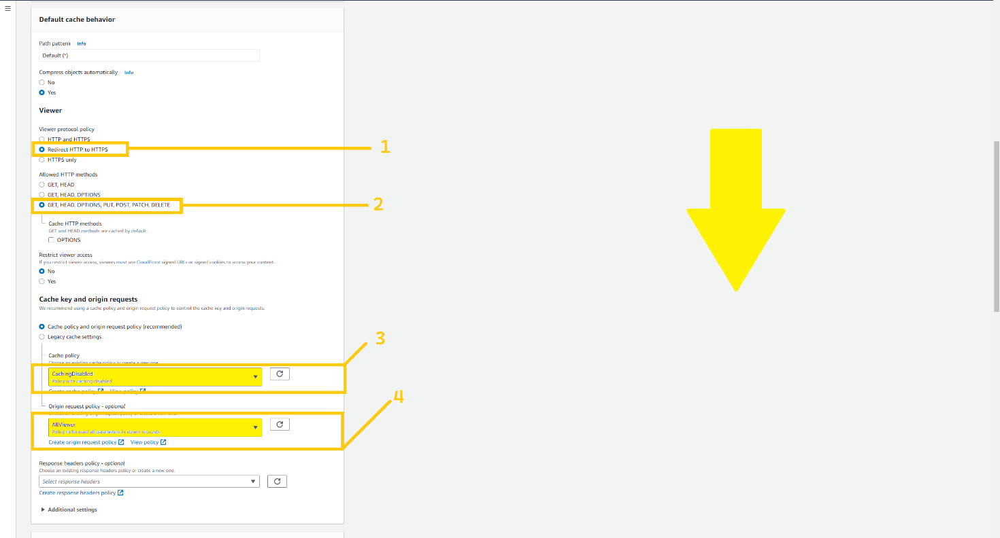 Default cache behavior
Path pattern Info
Default (*)
Compress objects automatically Info
No
Yes
Viewer
Viewer protocol policy
HTTP and HTTPS
Redirect HTTP to HTTPS
1
HTTPS only
Allowed HTTP methods
GET, HEAD
GET, HEAD, OPTIONS
GET, HEAD, OPTIONS, PUT, POST, PATCH, DELETE
2
Cache HTTP methods
GET and HEAD methods are cached by default.
OPTIONS
Restrict viewer access
If you restrict viewer access, viewers must use CloudFront signed URLs or signed cookies to access your content.
No
Yes
Cache key and origin requests
We recommend using a cache policy and origin request policy to control the cache key and origin requests.
Cache policy and origin request policy (recommended)
Legacy cache settings
3
Cache policy
Choose an existing cache policy or create a new one.
CachingDisabled
Policy with caching disabled
Create cache policy View policy
4
Origin request policy - optional
Choose an existing origin request policy or create a new one.
AllViewer
Policy to forward all parameters in viewer requests
Create origin request policy View policy
Response headers policy - optional
Choose an existing response headers policy or create a new one.
Select response headers
Create response headers policy
Additional settings